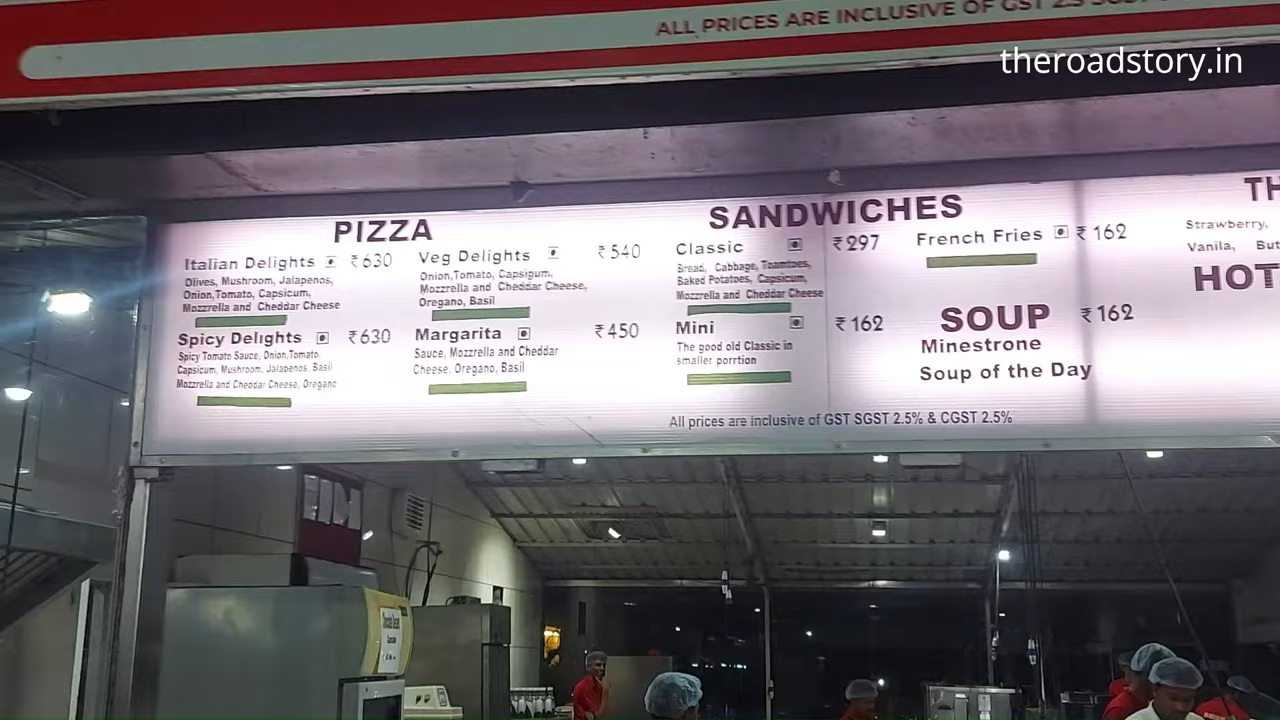 ALL PRICES ARE INCLUSIVE OF GST 2.5
theroadstory.in
PIZZA
Italian Delights ₹630
Olives, Mushroom, Jalapenos,
Onion,Tomato, Capsicum,
Mozzrella and Cheddar Cheese
Spicy Delights ₹630
Spicy Tomato Sauce, Onion,Tomato,
Capsicum, Mushroom, Jalapenos, Basil
Mozzrella and Cheddar Cheese, Oregano
Veg Delights ₹540
Onion,Tomato, Capsigum,
Mozzrella and Cheddar Cheese,
Oregano, Basil
Margarita ₹450
Sauce, Mozzrella and Cheddar
Cheese, Oregano, Basil
SANDWICHES
Classic ₹297
Bread, Cabbage, Toamtoes,
Baked Potatoes, Capsicum,
Mozzrella and Cheddar Cheese
Mini ₹162
The good old Classic in
smaller porrtion
French Fries ₹162
SOUP ₹162
Minestrone
Soup of the Day
TH
Strawberry,
Vanila, But
HOT
All prices are inclusive of GST SGST 2.5% & CGST 2.5%